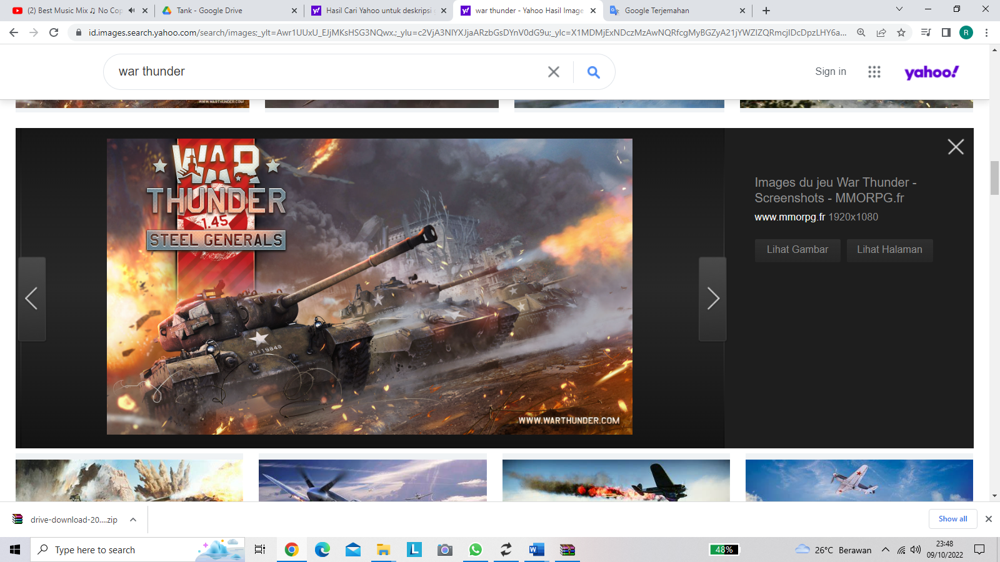 (2) Best Music Mix ♫ No Cop
Tank - Google Drive
Hasil Cari Yahoo untuk deskripsi
war thunder - Yahoo Hasil Image
Google Terjemahan
id.images.search.yahoo.com/search/images;_ylt=Awr1UUxU_EJjMKsHSG3NQwx.;_ylu=c2VjA3NlYXJjaARzbGsDYnV0dG9u;_ylc=X1MDMjExNDczMzAwNQRfcgMyBGZyA21jYWZlZQRmcjIDcDpzLHY6a...
R
war thunder
Sign in
yahoo!
WWW.WARTHUNDER.COM
WAR
THUNDER
1.45
STEEL GENERALS
30119848
WWW.WARTHUNDER.COM
Images du jeu War Thunder -
Screenshots - MMORPG.fr
www.mmorpg.fr 1920x1080
Lihat Gambar
Lihat Halaman
drive-download-20....zip
Show all
Type here to search
48%
26°C Berawan
23:48
09/10/2022